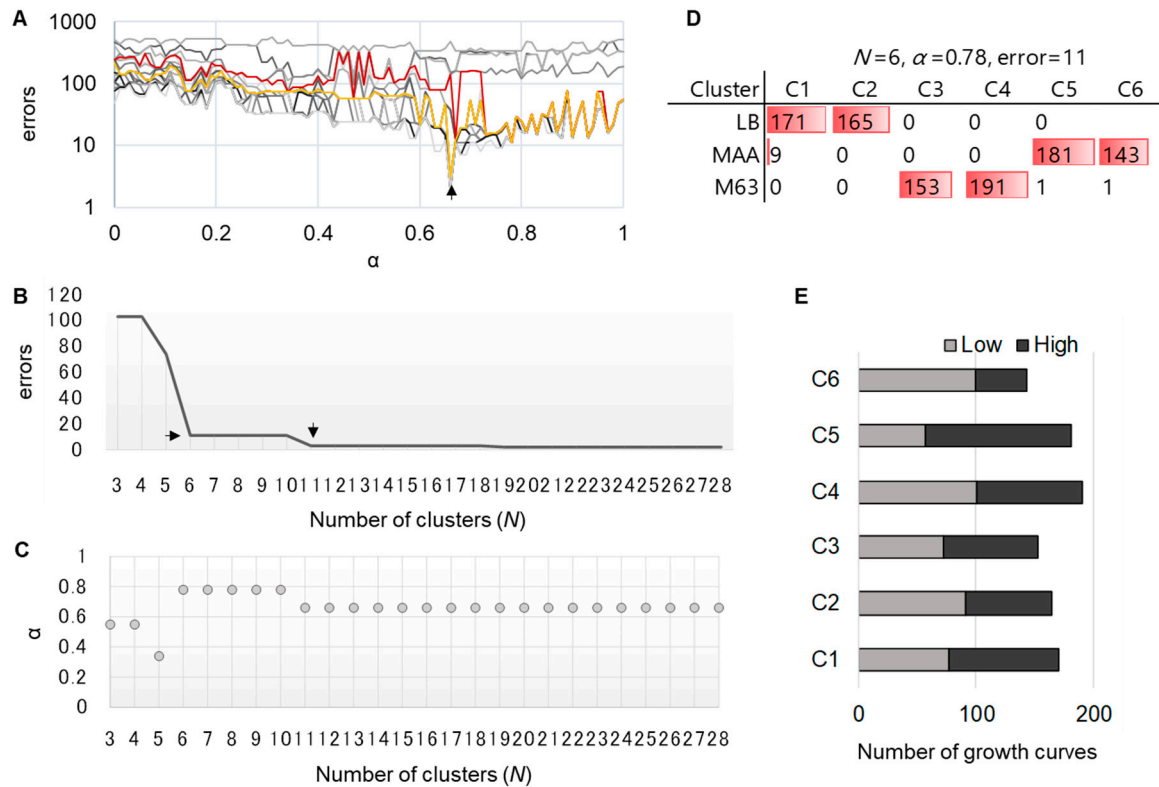 A
1000
100
10
1
errors
0 0.2 0.4 0.6 0.8 1
α
D
N=6, α=0.78, error=11
Cluster C1 C2 C3 C4 C5 C6
LB 171 165 0 0 0
MAA 9 0 0 0 181 143
M63 0 0 153 191 1 1
B
120
100
80
60
40
20
0
errors
3 4 5 6 7 8 9 10 11 12 13 14 15 16 17 18 19 20 21 22 23 24 25 26 27 28
Number of clusters (N)
C
1
0.8
0.6
0.4
0.2
0
α
3 4 5 6 7 8 9 10 11 12 13 14 15 16 17 18 19 20 21 22 23 24 25 26 27 28
Number of clusters (N)
E
Low High
C6
C5
C4
C3
C2
C1
0 100 200
Number of growth curves